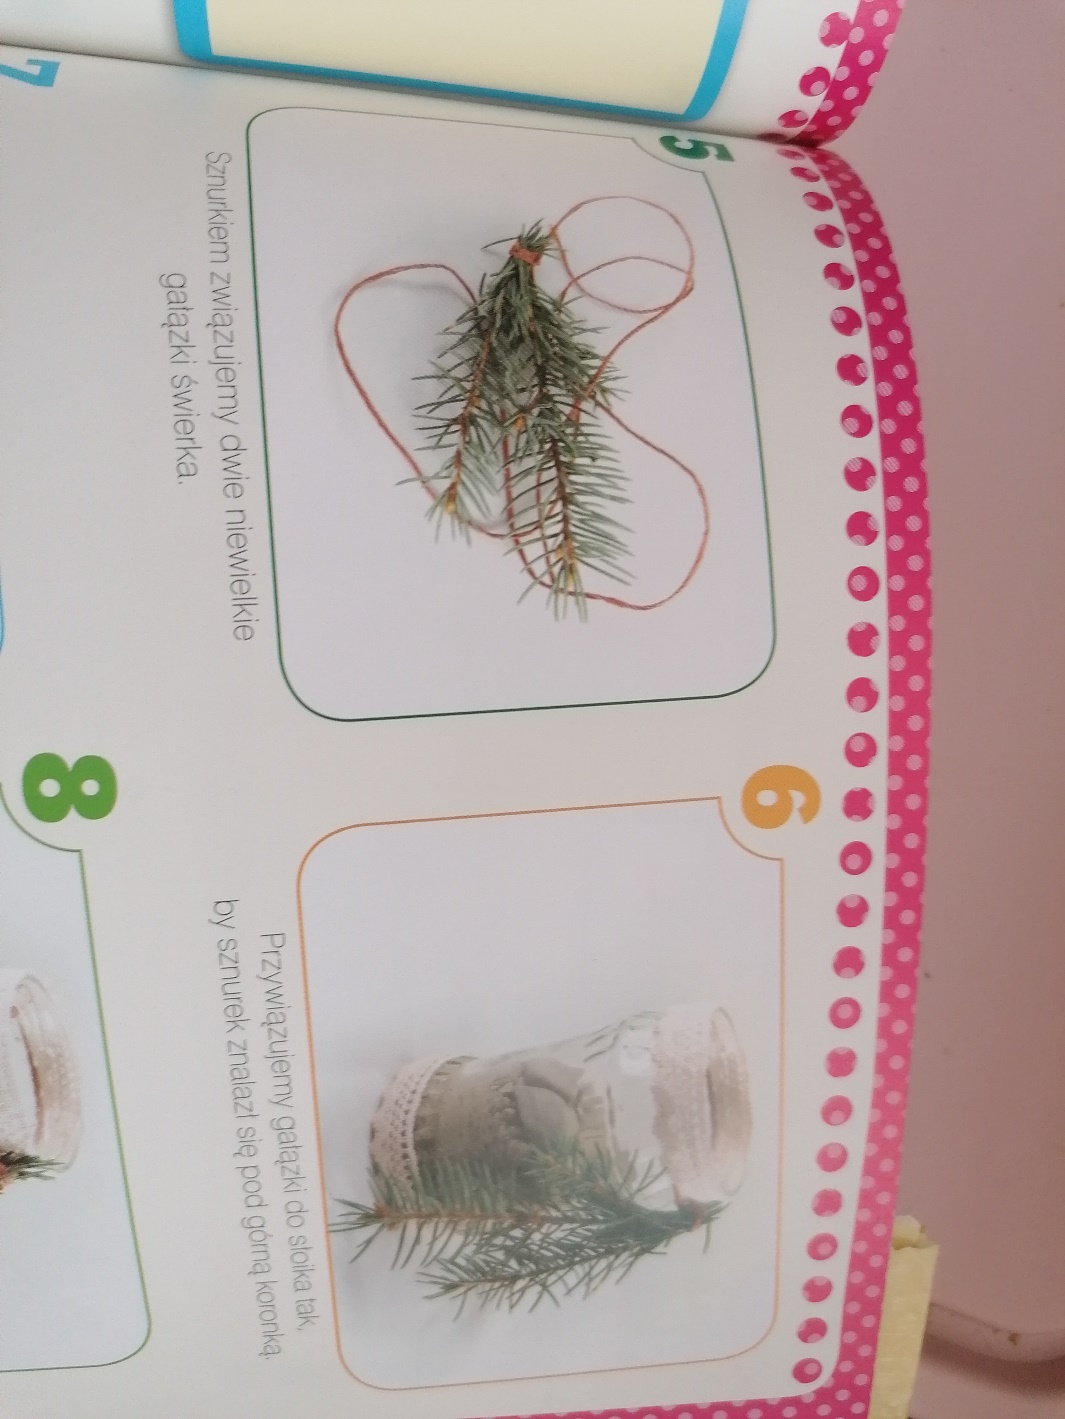 5
Sznurkiem związujemy dwie niewielkie
gałązki świerka.
6
Przywiązujemy gałązki do słoika tak,
by sznurek znalazł się pod górną koronką.
7
8